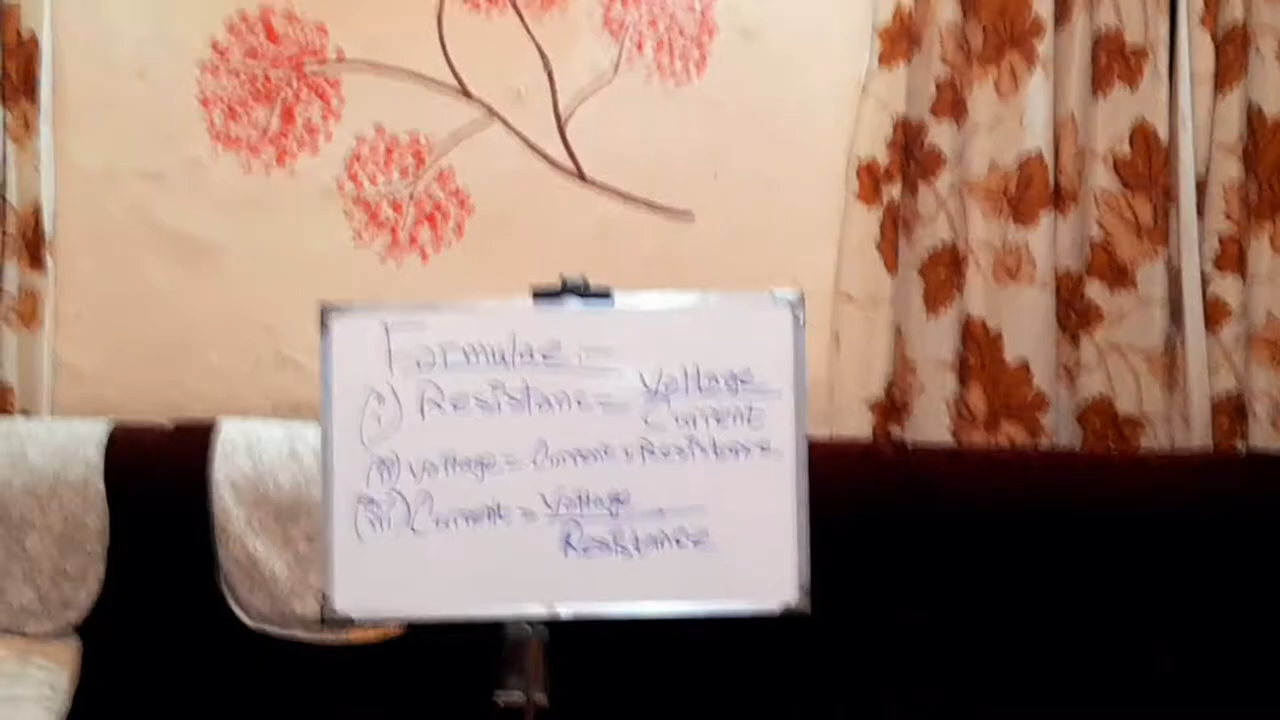 Formulae :-
(i) Resistance = Voltage / Current
(ii) Voltage = Current × Resistance
(iii) Current = Voltage / Resistance